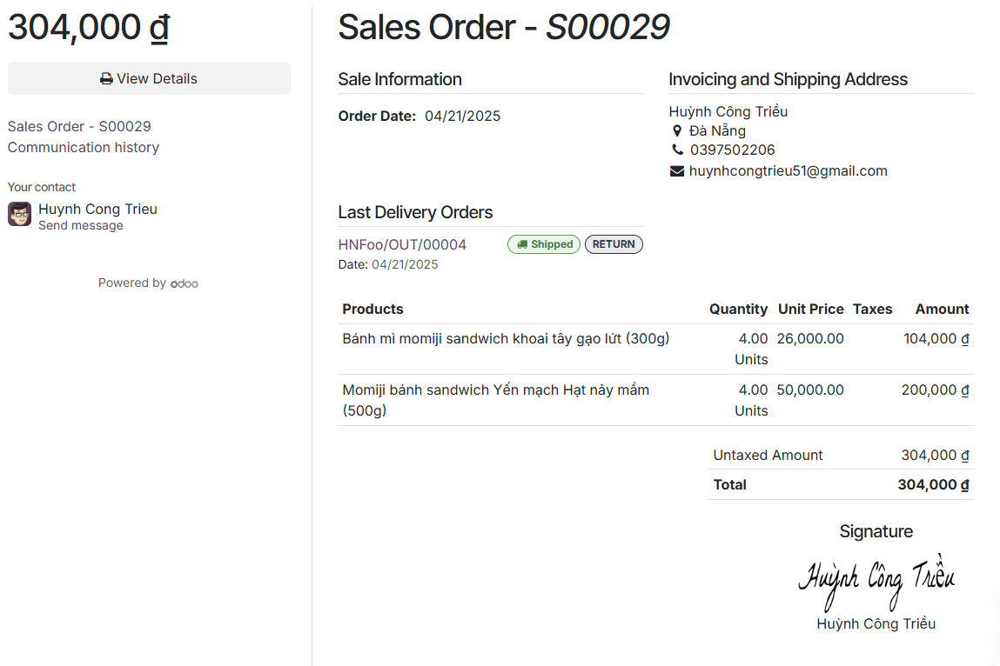 304,000 ₫
View Details
Sales Order - S00029
Communication history
Your contact
Huynh Cong Trieu
Send message
Powered by odoo
Sales Order - S00029
Sale Information
Order Date: 04/21/2025
Invoicing and Shipping Address
Huỳnh Công Triều
Đà Nẵng
0397502206
huynhcongtrieu51@gmail.com
Last Delivery Orders
HNFoo/OUT/00004 Shipped RETURN
Date: 04/21/2025
Products Quantity Unit Price Taxes Amount
Bánh mì momiji sandwich khoai tây gạo lứt (300g) 4.00 26,000.00 104,000 ₫
Units
Momiji bánh sandwich Yến mạch Hạt nảy mầm 4.00 50,000.00 200,000 ₫
(500g) Units
Untaxed Amount 304,000 ₫
Total 304,000 ₫
Signature
Huỳnh Công Triều
Huỳnh Công Triều